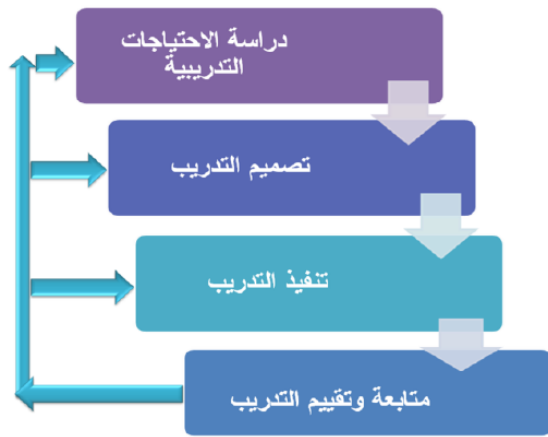 دراسة الاحتياجات
التدريبية
تصميم التدريب
تنفيذ التدريب
متابعة وتقييم التدريب